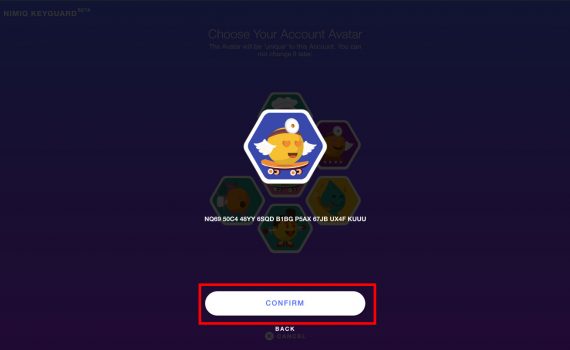 NIMIQ KEYGUARD BETA
Choose Your Account Avatar
The Avatar will be 'unique' to this Account. You can
not change it later.
NQ69 50C4 48YY 6SQD B1BG P5AX 67JB UX4F KUUU
CONFIRM
BACK
CANCEL